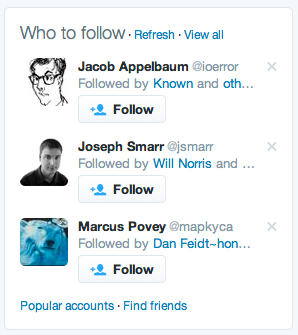 Who to follow · Refresh · View all
Jacob Appelbaum @ioerror
Followed by Known and oth...
Follow
Joseph Smarr @jsmarr
Followed by Will Norris and ...
Follow
Marcus Povey @mapkyca
Followed by Dan Feidt~hon...
Follow
Popular accounts · Find friends